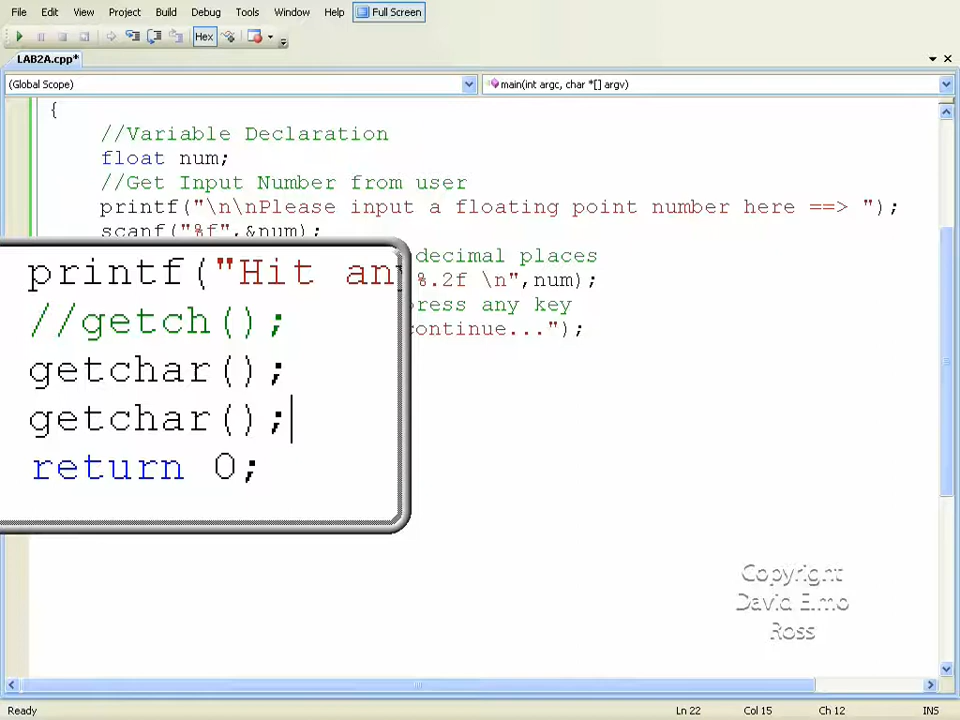 File Edit View Project Build Debug Tools Window Help Full Screen
Hex
LAB2A.cpp*
(Global Scope) main(int argc, char *[] argv)
{
//Variable Declaration
float num;
//Get Input Number from user
printf("\n\nPlease input a floating point number here ==> ");
scanf("%f",&num);
decimal places
%.2f \n",num);
press any key
continue...");
printf("Hit an
//getch();
getchar();
getchar();
return 0;
Copyright
David Elmo
Ross
Ready Ln 22 Col 15 Ch 12 INS